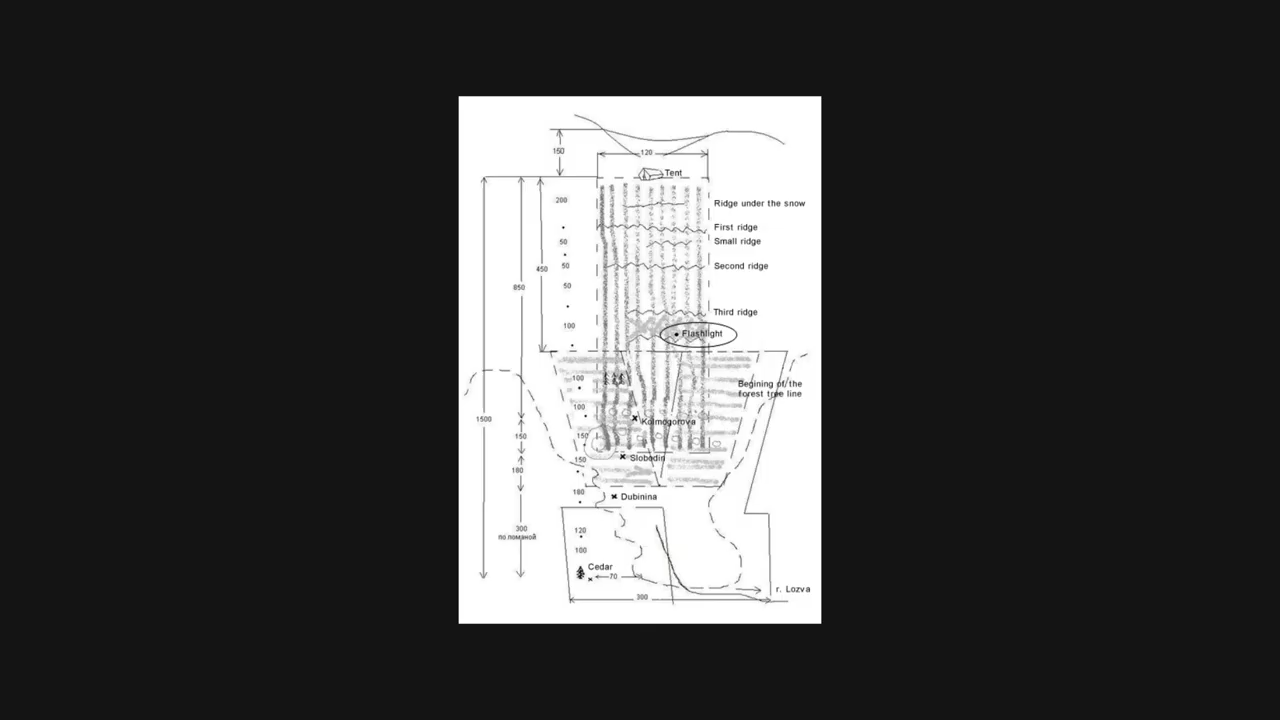 150
120
Tent
200
Ridge under the snow
First ridge
50
Small ridge
50
Second ridge
450
50
850
Third ridge
100
Flashlight
100
Begining of the
forest tree line
100
Kolmogorova
1500
150
150
150
Slobodin
180
180
Dubinina
300
по ломаной
120
100
Cedar
70
r. Lozva
300